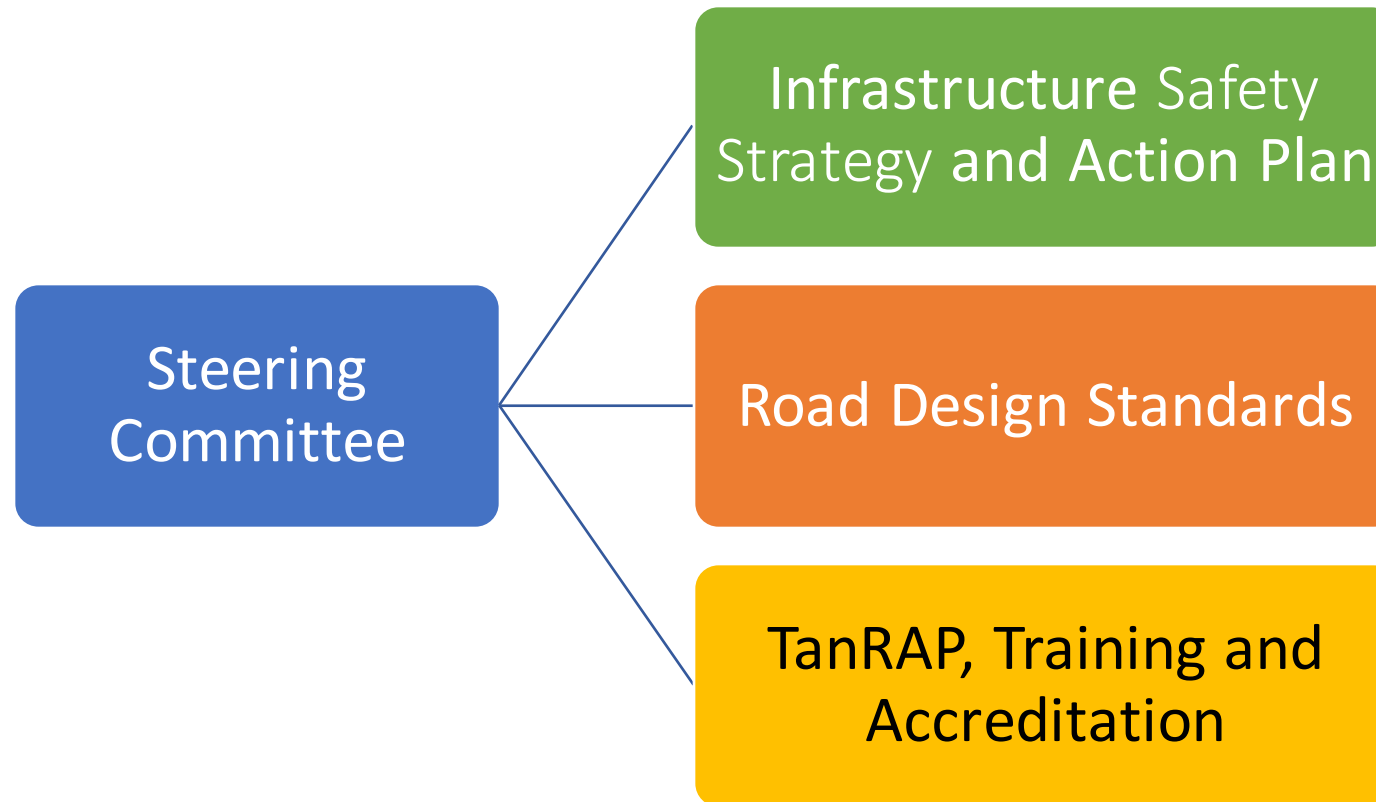 Infrastructure Safety
Strategy and Action Plan
Steering
Committee
Road Design Standards
TanRAP, Training and
Accreditation